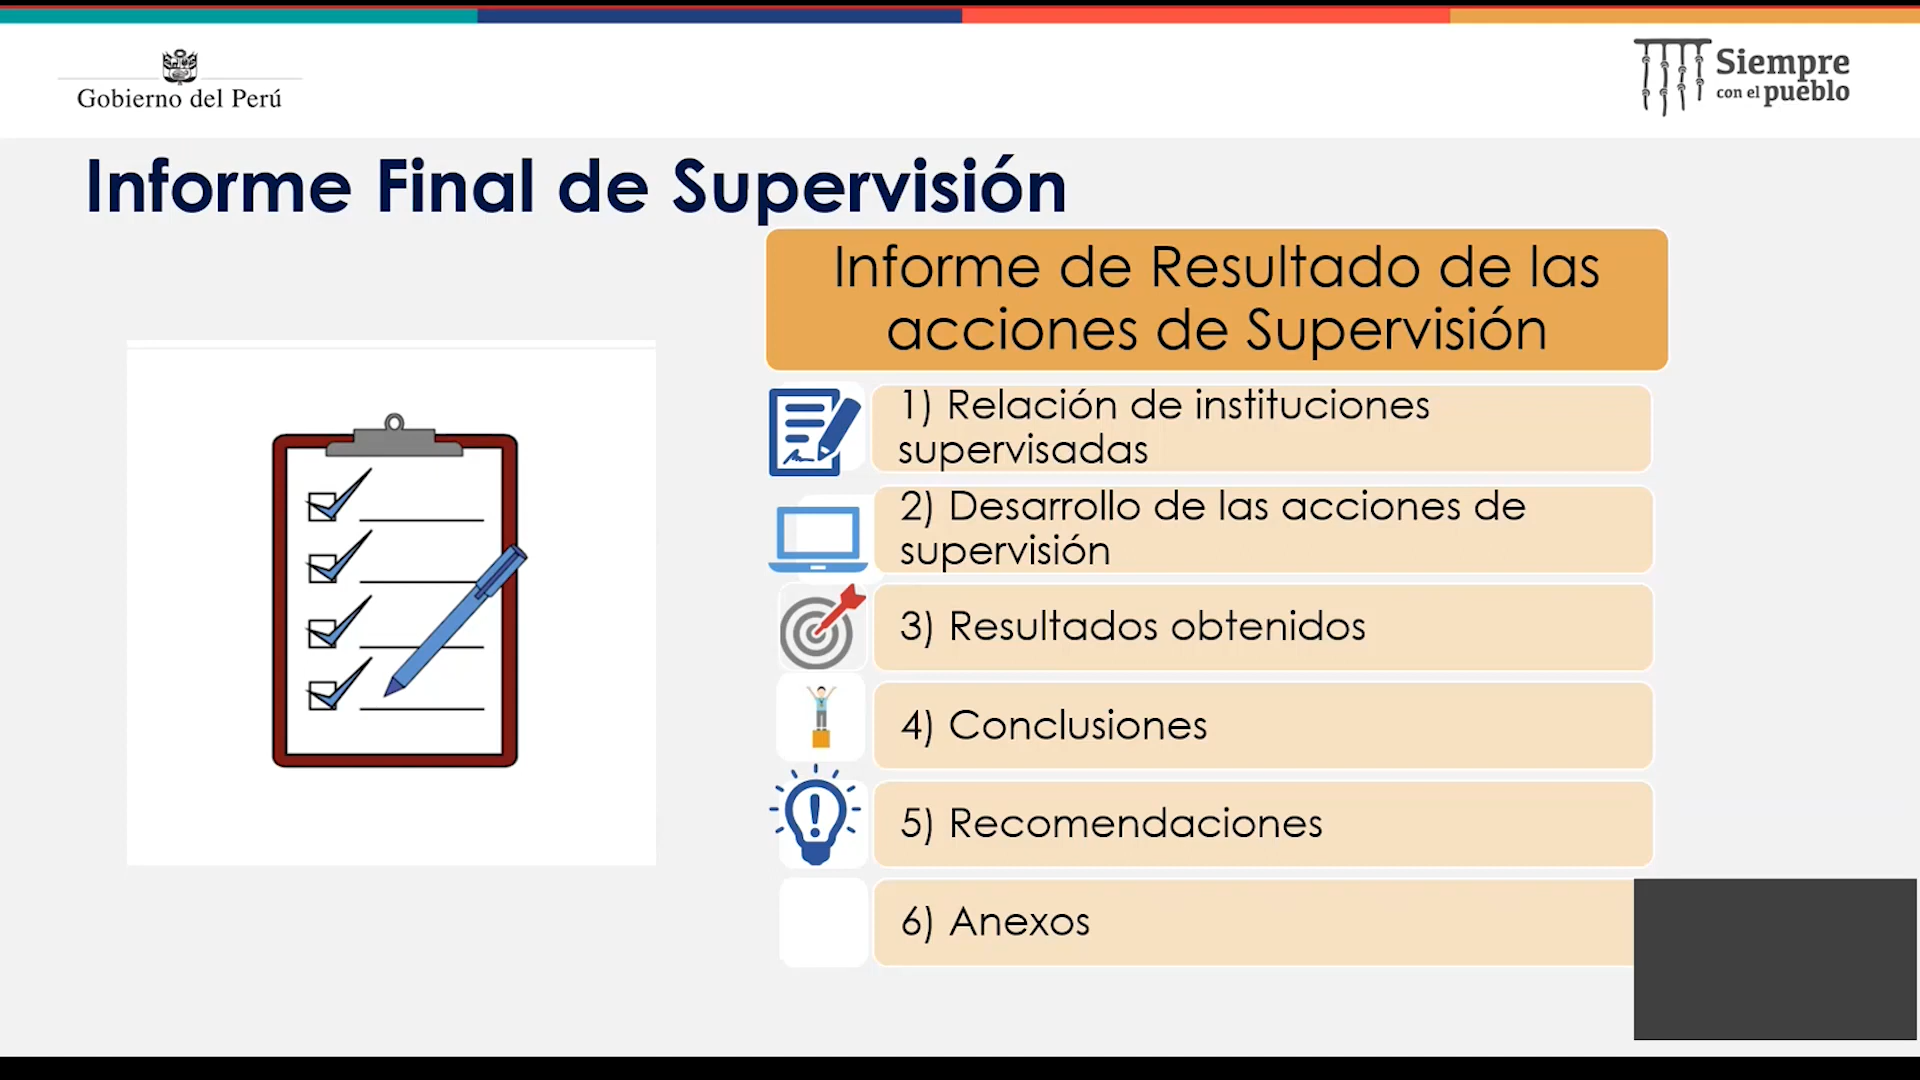 Gobierno del Perú
Siempre
con el pueblo
Informe Final de Supervisión
Informe de Resultado de las
acciones de Supervisión
1) Relación de instituciones
supervisadas
2) Desarrollo de las acciones de
supervisión
3) Resultados obtenidos
4) Conclusiones
5) Recomendaciones
6) Anexos